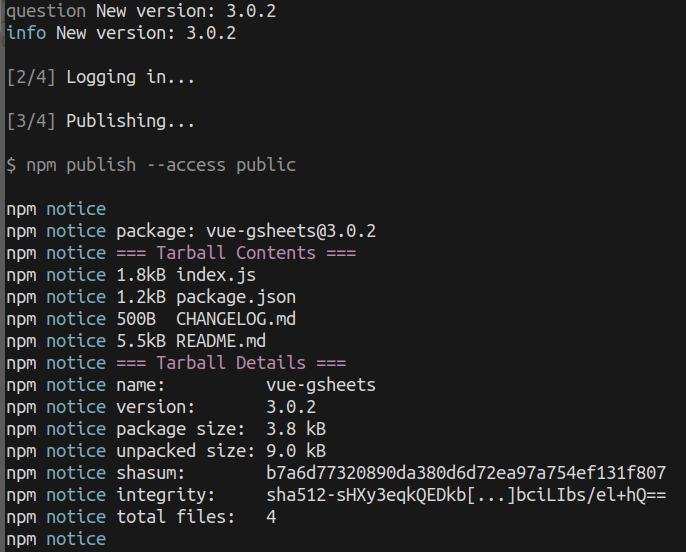 question New version: 3.0.2
info New version: 3.0.2
[2/4] Logging in...
[3/4] Publishing...
$ npm publish --access public
npm notice
npm notice package: vue-gsheets@3.0.2
npm notice === Tarball Contents ===
npm notice 1.8kB index.js
npm notice 1.2kB package.json
npm notice 500B  CHANGELOG.md
npm notice 5.5kB README.md
npm notice === Tarball Details ===
npm notice name:          vue-gsheets
npm notice version:       3.0.2
npm notice package size:  3.8 kB
npm notice unpacked size: 9.0 kB
npm notice shasum:        b7a6d77320890da380d6d72ea97a754ef131f807
npm notice integrity:     sha512-sHXy3eqkQEDkb[...]bciLIbs/el+hQ==
npm notice total files:   4
npm notice